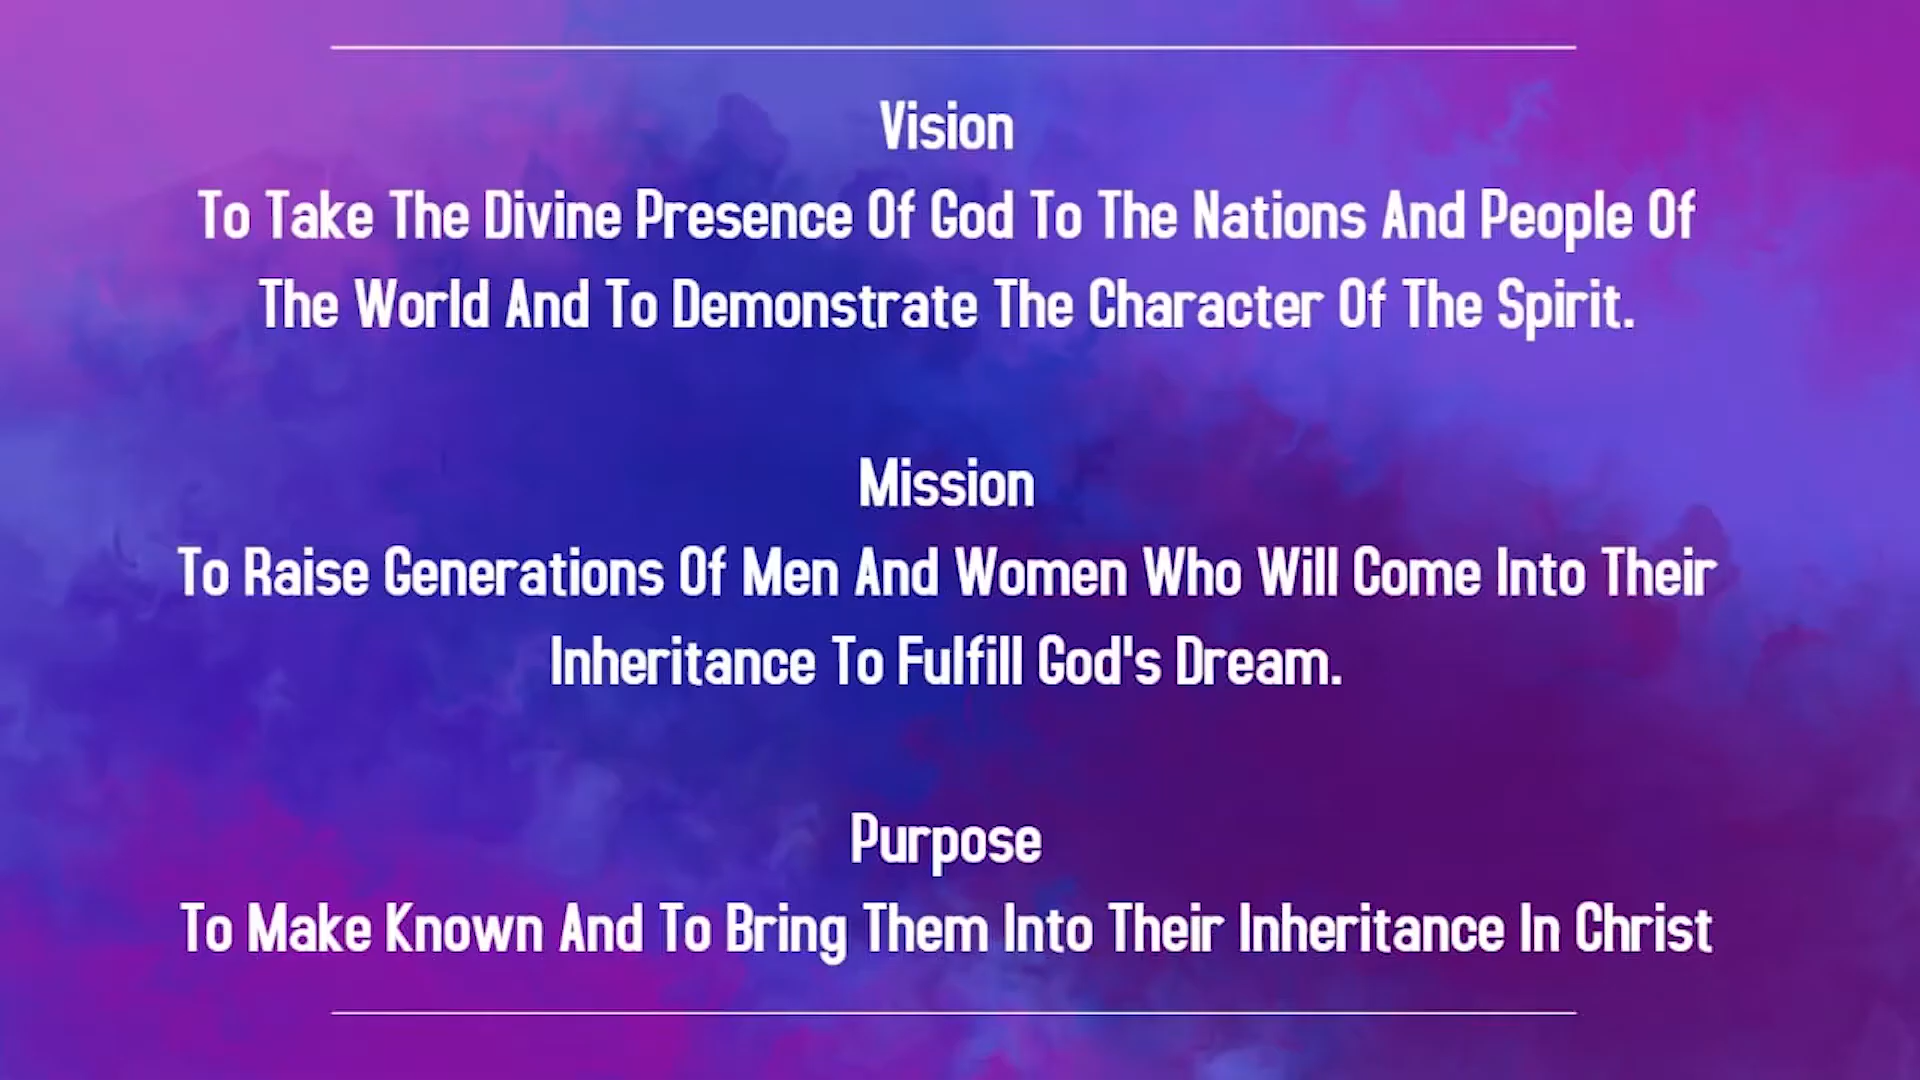 Vision
To Take The Divine Presence Of God To The Nations And People Of
The World And To Demonstrate The Character Of The Spirit.
Mission
To Raise Generations Of Men And Women Who Will Come Into Their
Inheritance To Fulfill God's Dream.
Purpose
To Make Known And To Bring Them Into Their Inheritance In Christ